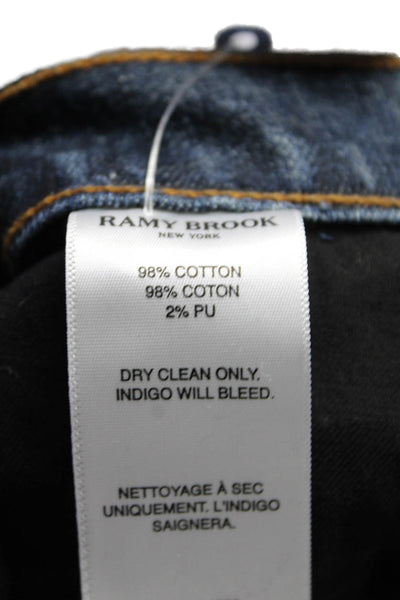 RAMY BROOK
NEW YORK
98% COTTON
98% COTON
2% PU
DRY CLEAN ONLY.
INDIGO WILL BLEED.
NETTOYAGE À SEC
UNIQUEMENT. L'INDIGO
SAIGNERA.